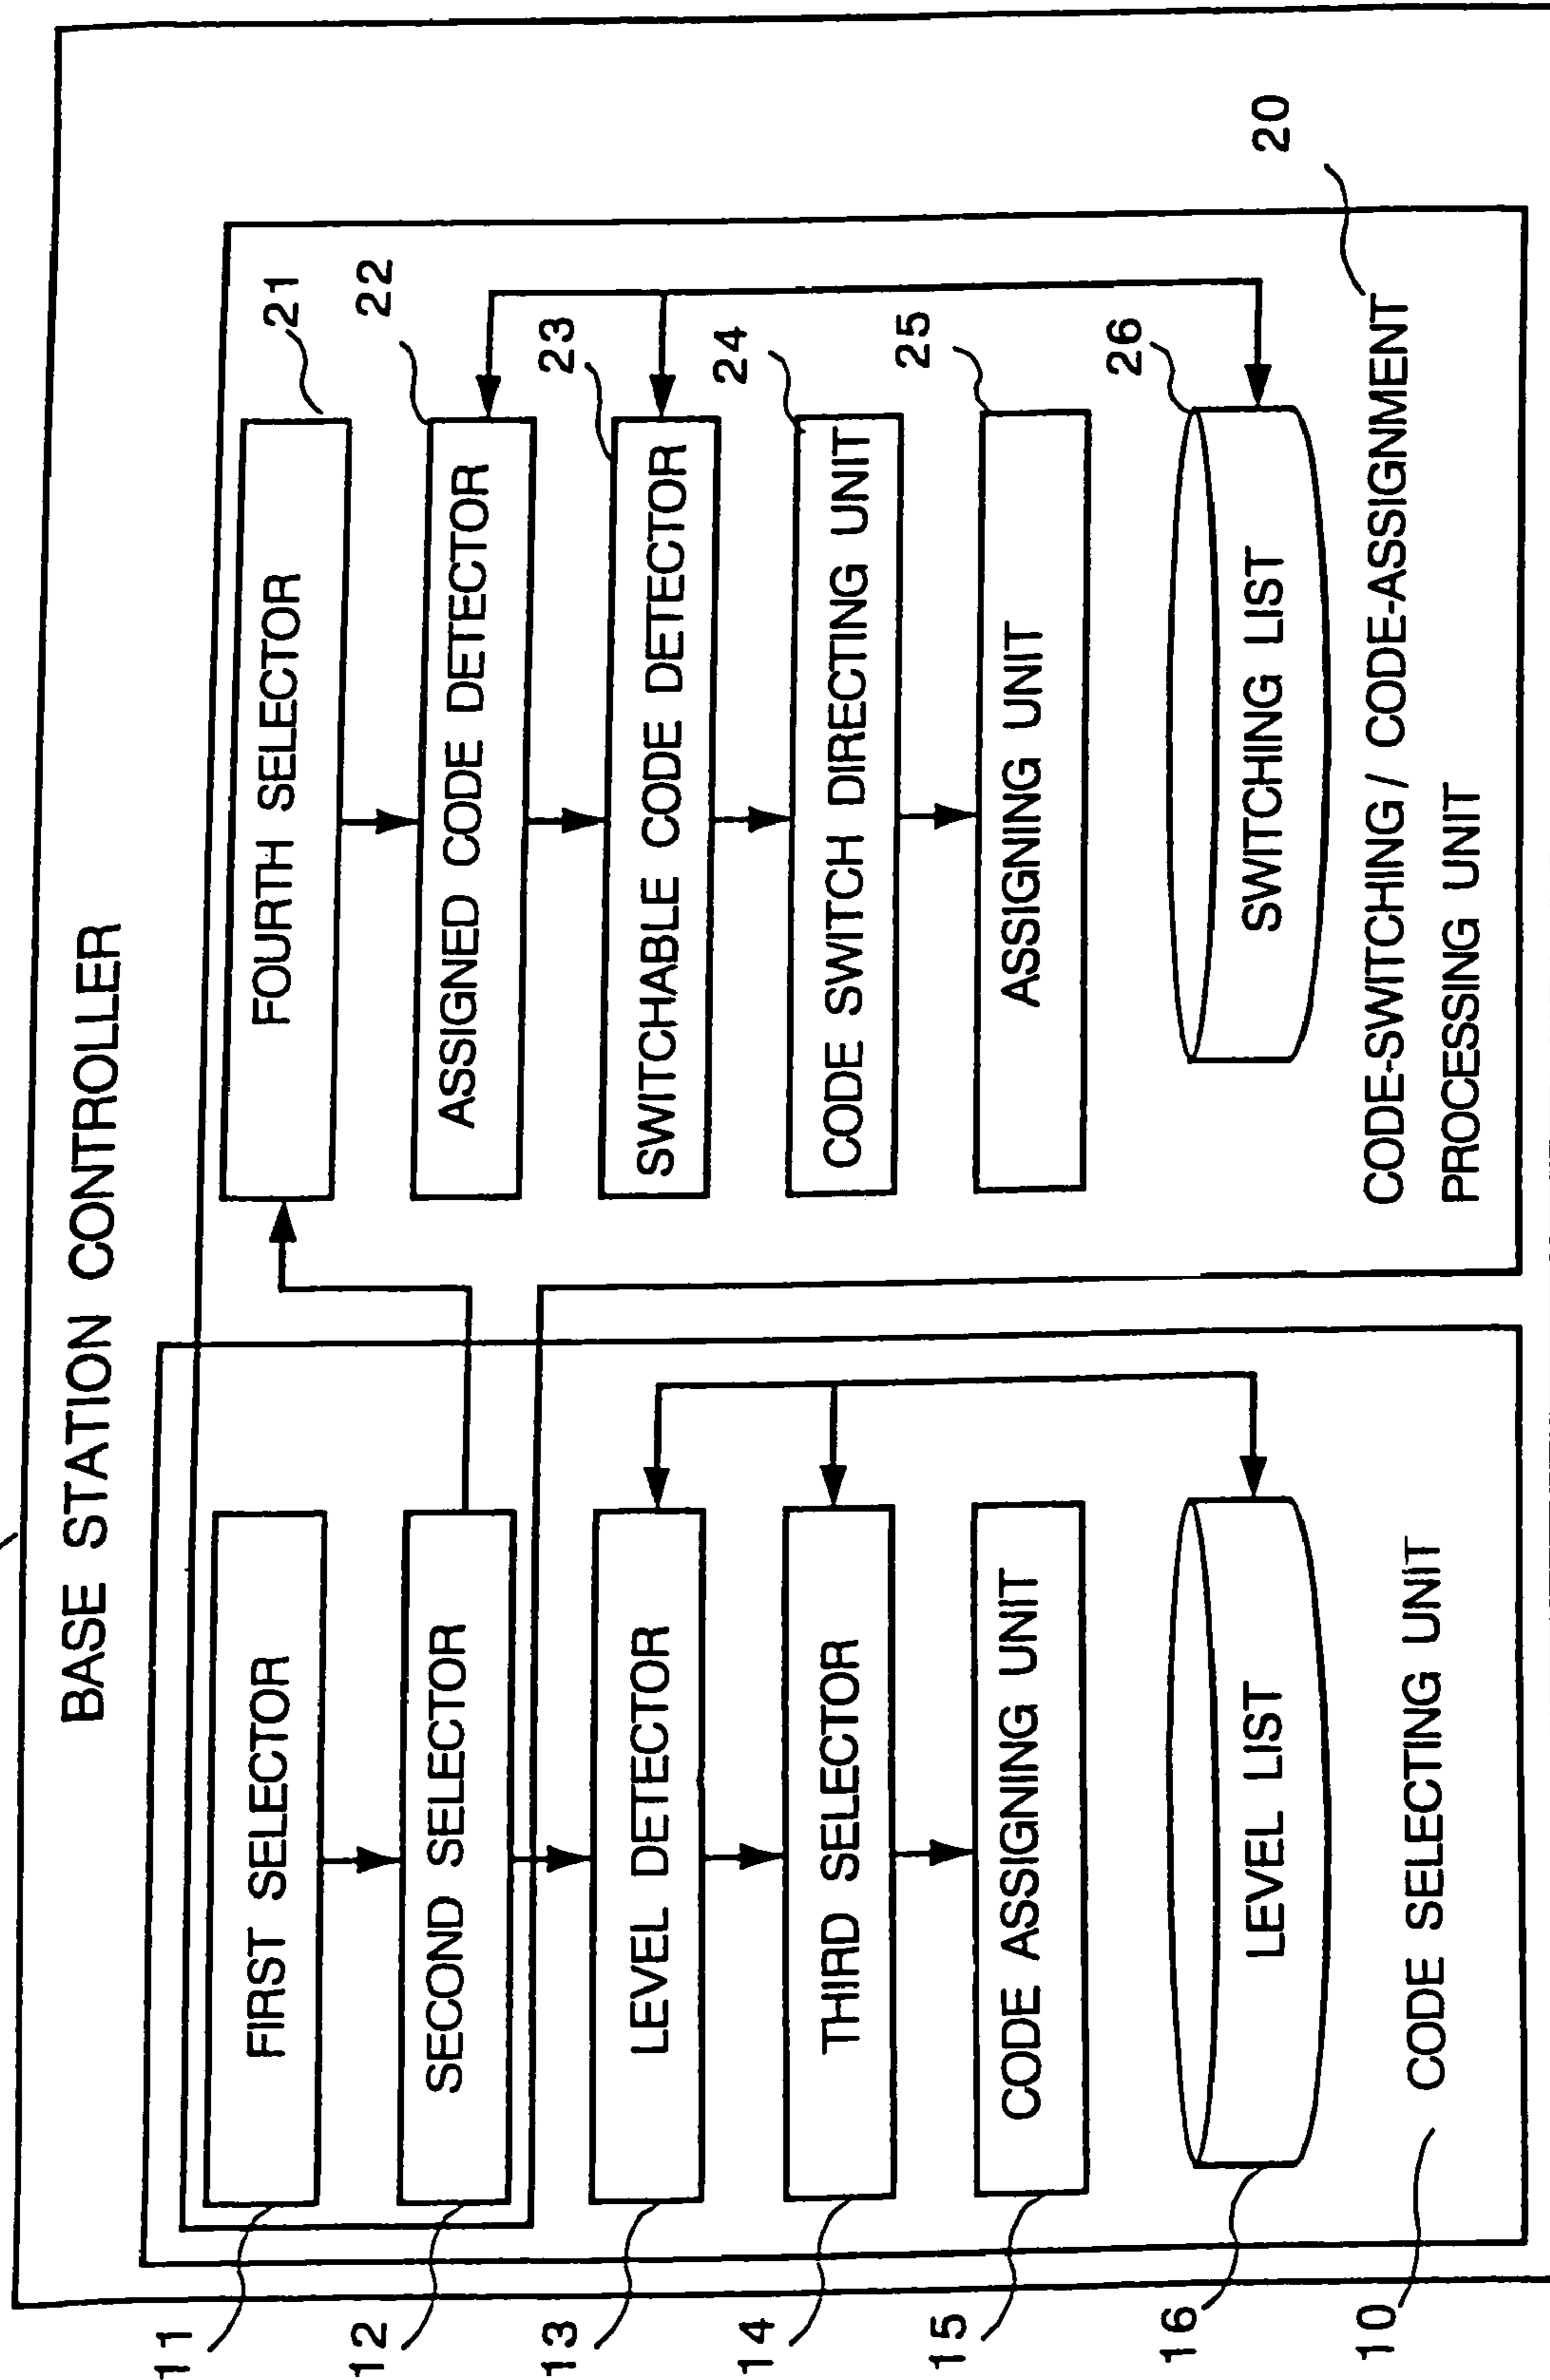 BASE STATION CONTROLLER
11
FIRST SELECTOR
12
SECOND SELECTOR
13
LEVEL DETECTOR
14
THIRD SELECTOR
15
CODE ASSIGNING UNIT
16
LEVEL LIST
10
CODE SELECTING UNIT
21
FOURTH SELECTOR
22
ASSIGNED CODE DETECTOR
23
SWITCHABLE CODE DETECTOR
24
CODE SWITCH DIRECTING UNIT
25
ASSIGNING UNIT
26
SWITCHING LIST
20
CODE-SWITCHING / CODE-ASSIGNMENT
PROCESSING UNIT